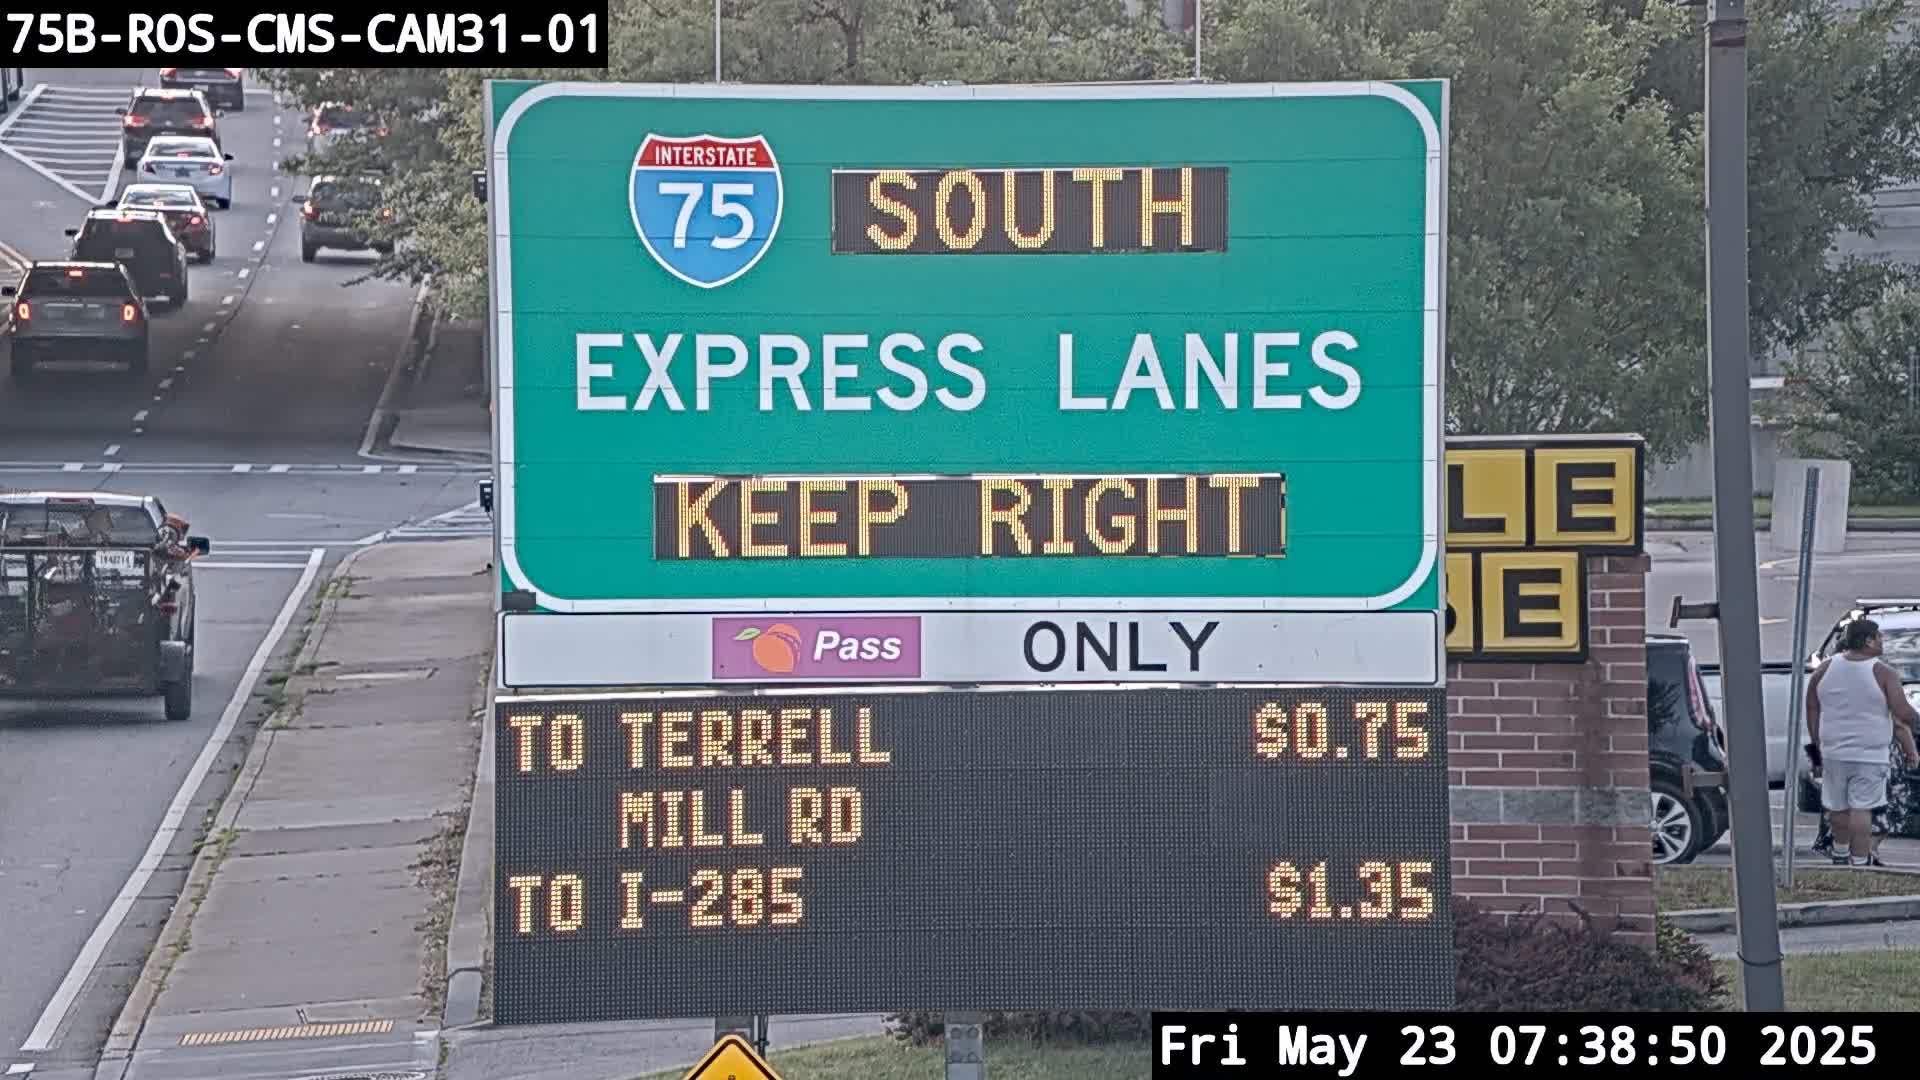 75B-ROS-CMS-CAM31-01
INTERSTATE
75
SOUTH
EXPRESS LANES
KEEP RIGHT
Pass ONLY
TO TERRELL $0.75
MILL RD
TO I-285 $1.35
LE
E
Fri May 23 07:38:50 2025